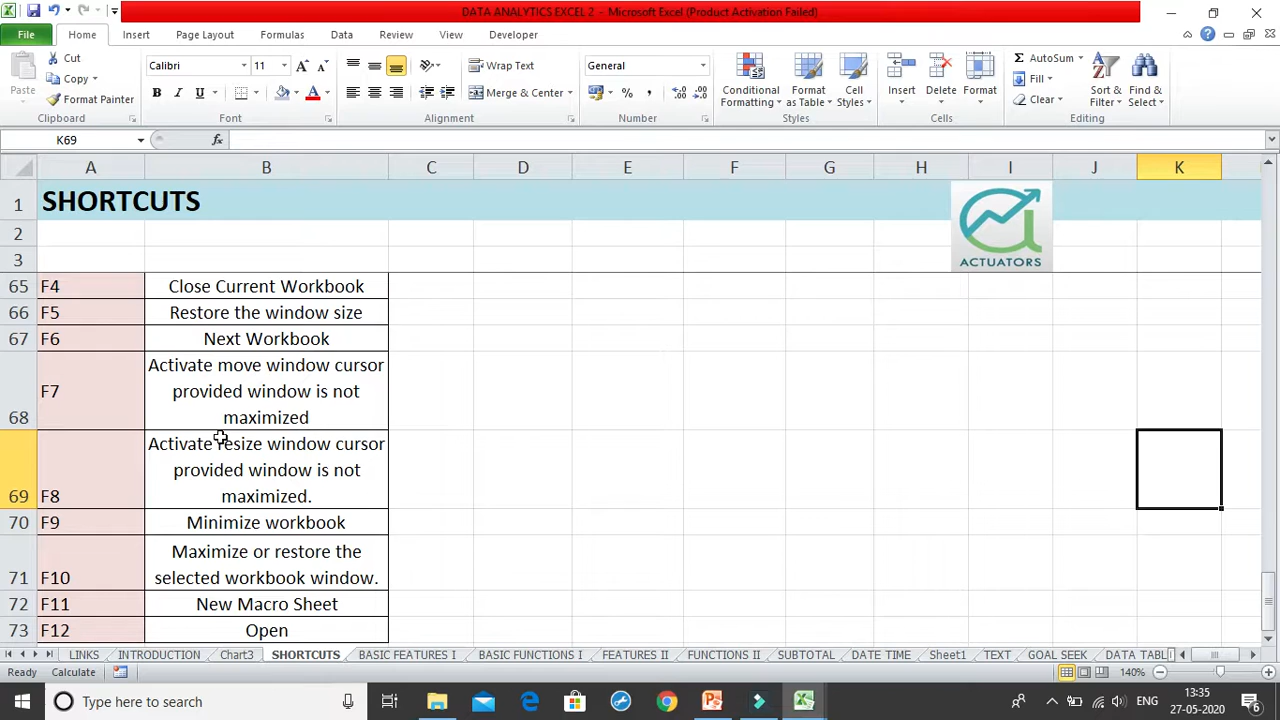 DATA ANALYTICS EXCEL 2 - Microsoft Excel (Product Activation Failed)
File Home Insert Page Layout Formulas Data Review View Developer
Paste
Cut
Copy
Format Painter
Clipboard
Calibri 11
B I U A
Font
Wrap Text
Merge & Center
Alignment
General
%
Number
Conditional Formatting
Format as Table
Cell Styles
Styles
Insert
Delete
Format
Cells
AutoSum
Fill
Clear
Sort & Filter
Find & Select
Editing
K69 fx
A B C D E F G H I J K
1 SHORTCUTS
ACTUATORS
2
3
65 F4 Close Current Workbook
66 F5 Restore the window size
67 F6 Next Workbook
68 F7 Activate move window cursor
provided window is not
maximized
69 F8 Activate resize window cursor
provided window is not
maximized.
70 F9 Minimize workbook
71 F10 Maximize or restore the
selected workbook window.
72 F11 New Macro Sheet
73 F12 Open
LINKS INTRODUCTION Chart3 SHORTCUTS BASIC FEATURES I BASIC FUNCTIONS I FEATURES II FUNCTIONS II SUBTOTAL DATE TIME Sheet1 TEXT GOAL SEEK DATA TABL
Ready Calculate 140%
Type here to search
ENG
13:35
27-05-2020
6